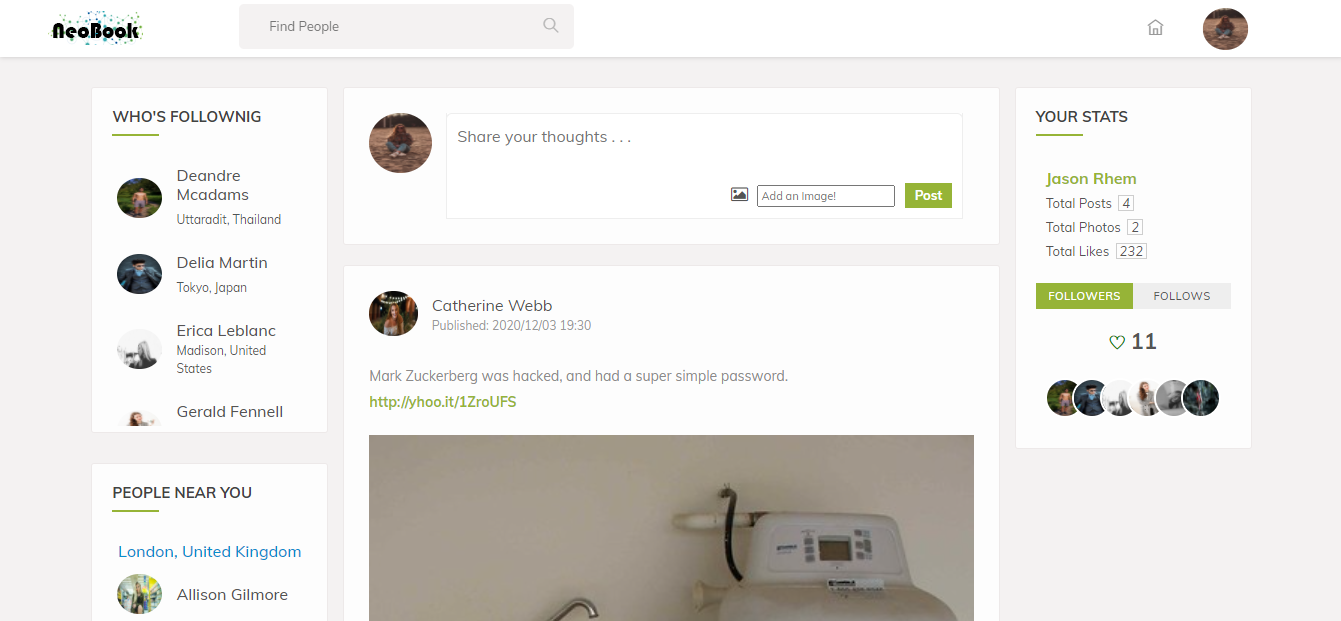 NeoBook
Find People
WHO'S FOLLOWNIG
Deandre
Mcadams
Uttaradit, Thailand
Delia Martin
Tokyo, Japan
Erica Leblanc
Madison, United
States
Gerald Fennell
PEOPLE NEAR YOU
London, United Kingdom
Allison Gilmore
Share your thoughts . . .
Add an Image!
Post
Catherine Webb
Published: 2020/12/03 19:30
Mark Zuckerberg was hacked, and had a super simple password.
http://yhoo.it/1ZroUFS
YOUR STATS
Jason Rhem
Total Posts 4
Total Photos 2
Total Likes 232
FOLLOWERS FOLLOWS
11